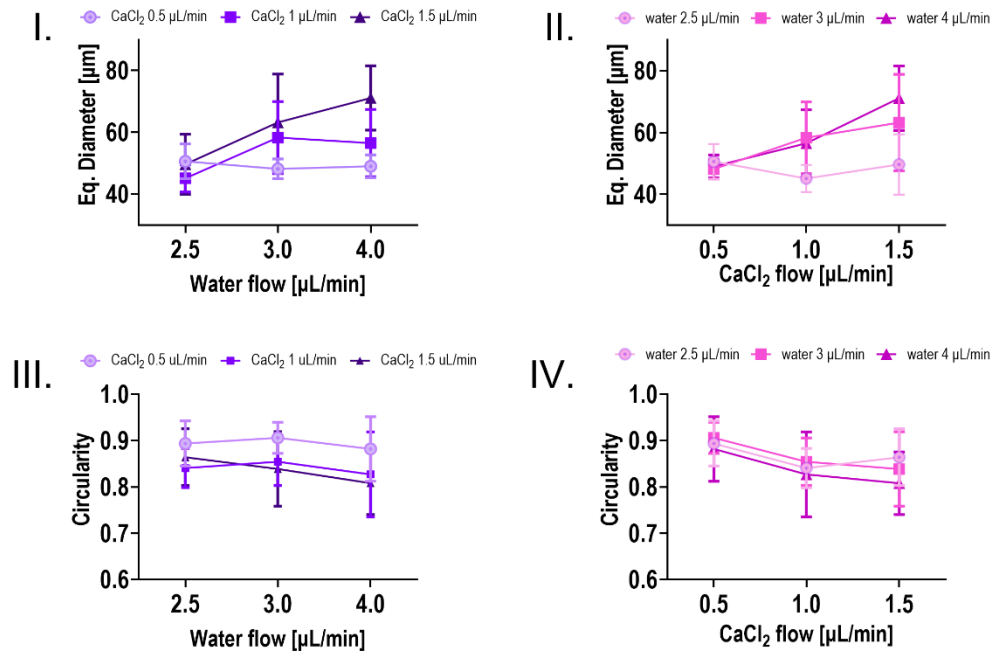 I.
CaCl₂ 0.5 µL/min CaCl₂ 1 µL/min CaCl₂ 1.5 µL/min
Eq. Diameter [µm]
80
60
40
2.5 3.0 4.0
Water flow [µL/min]
II.
water 2.5 µL/min water 3 µL/min water 4 µL/min
Eq. Diameter [µm]
80
60
40
0.5 1.0 1.5
CaCl₂ flow [µL/min]
III.
CaCl₂ 0.5 uL/min CaCl₂ 1 uL/min CaCl₂ 1.5 uL/min
Circularity
1.0
0.9
0.8
0.7
0.6
2.5 3.0 4.0
Water flow [µL/min]
IV.
water 2.5 µL/min water 3 µL/min water 4 µL/min
Circularity
1.0
0.9
0.8
0.7
0.6
0.5 1.0 1.5
CaCl₂ flow [µL/min]